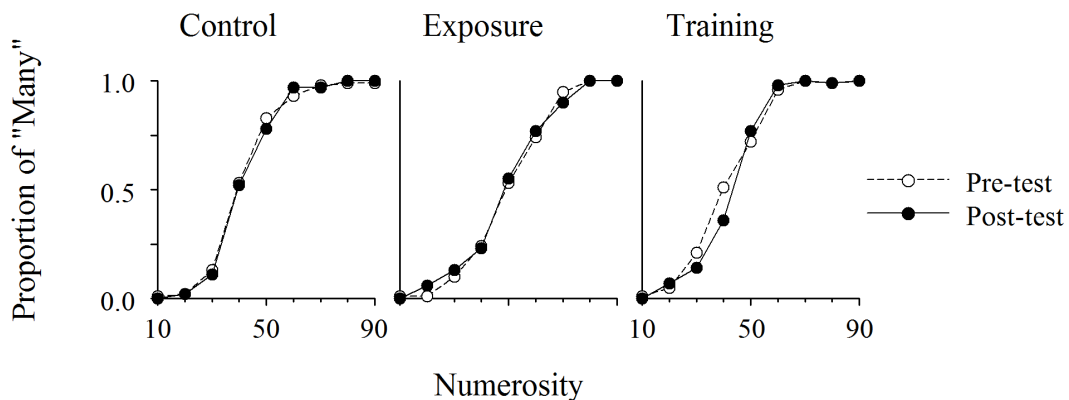 Control Exposure Training
Proportion of "Many"
1.0
0.5
0.0
10 50 90 10 50 90
Pre-test
Post-test
Numerosity